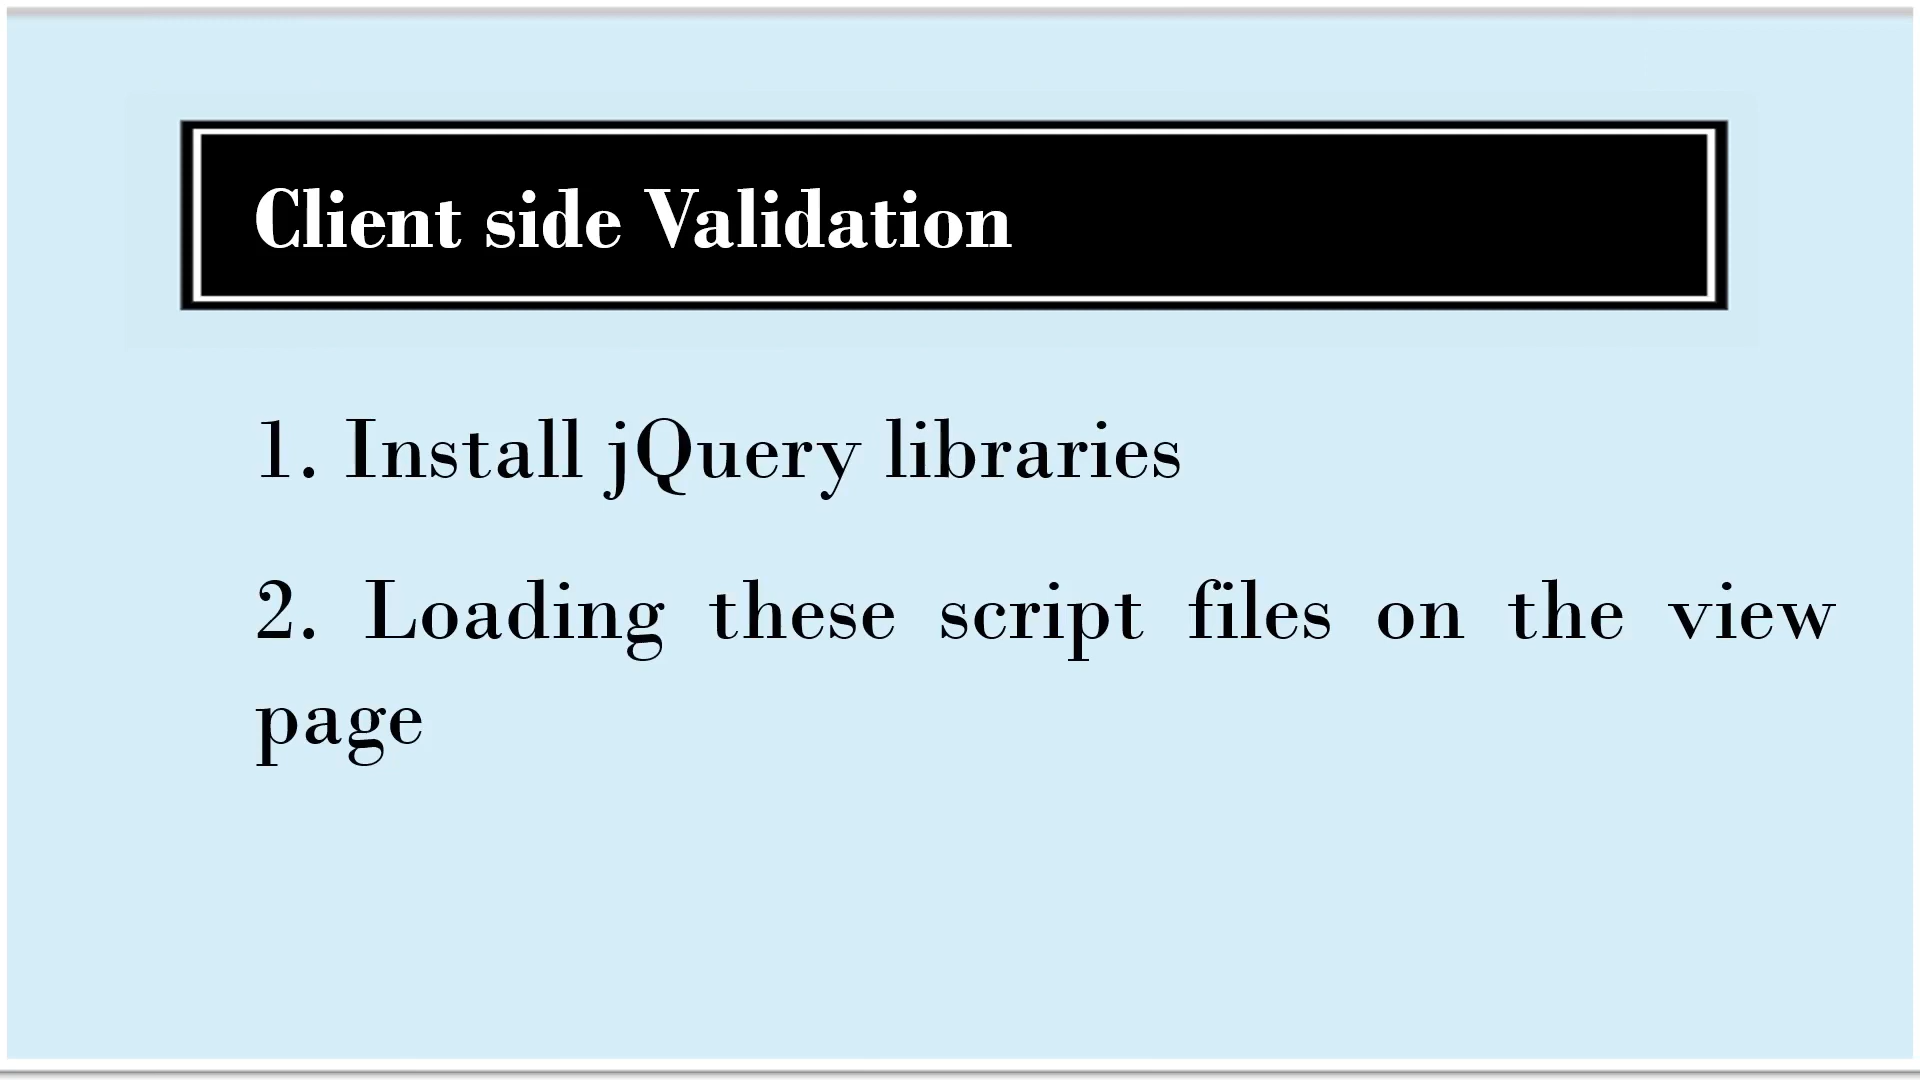 Client side Validation
1. Install jQuery libraries
2. Loading these script files on the view
page